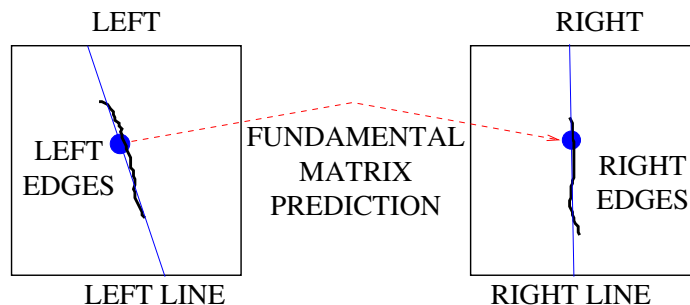 LEFT
RIGHT
LEFT
EDGES
FUNDAMENTAL
MATRIX
PREDICTION
RIGHT
EDGES
LEFT LINE
RIGHT LINE